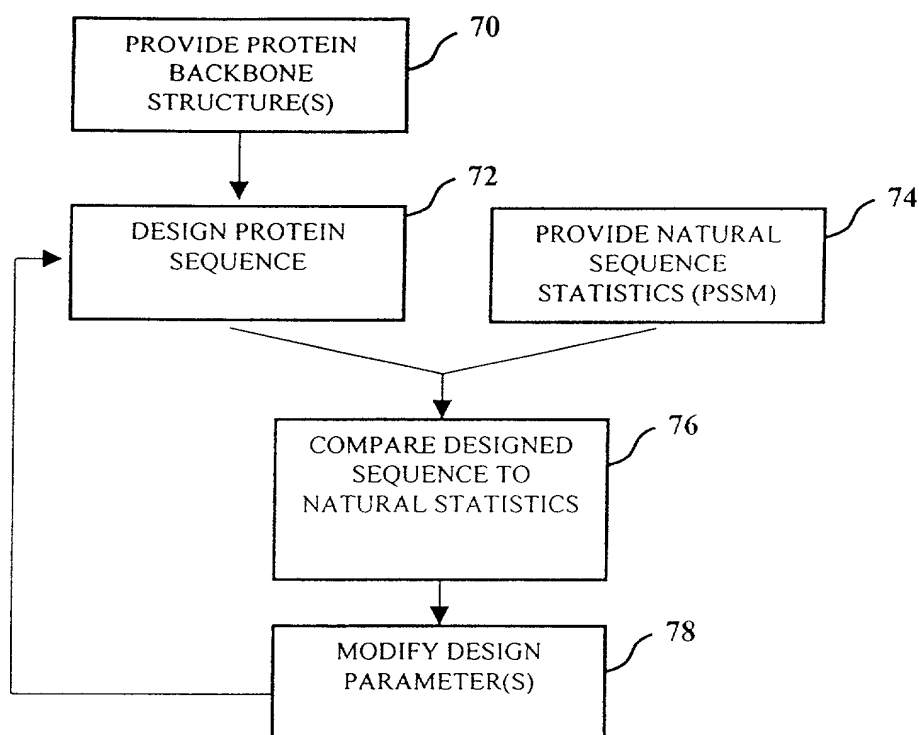 70
PROVIDE PROTEIN
BACKBONE
STRUCTURE(S)
72
DESIGN PROTEIN
SEQUENCE
74
PROVIDE NATURAL
SEQUENCE
STATISTICS (PSSM)
76
COMPARE DESIGNED
SEQUENCE TO
NATURAL STATISTICS
78
MODIFY DESIGN
PARAMETER(S)